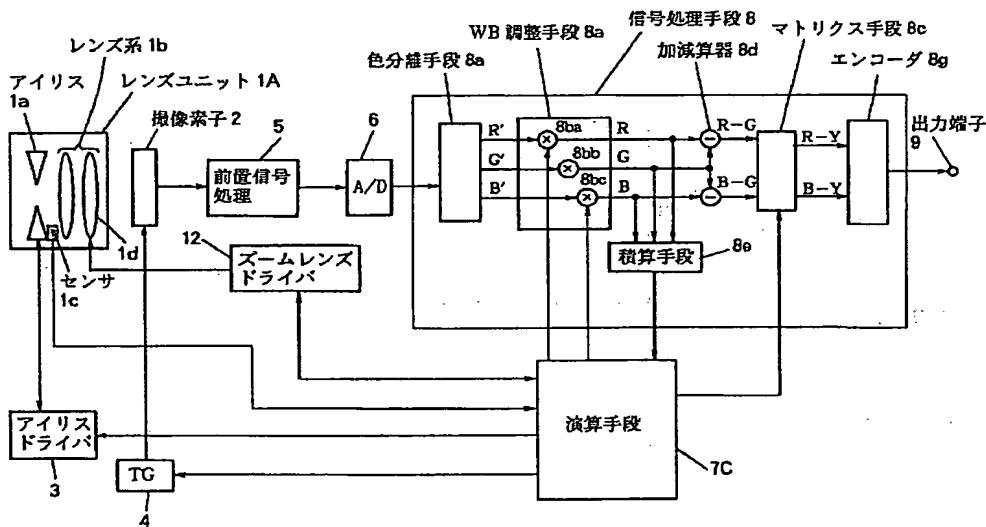 レンズ系 1b
アイリス 1a
レンズユニット 1A
撮像素子 2
5
前置信号処理
6
A/D
色分離手段 8a
WB 調整手段 8a
信号処理手段 8
加減算器 8d
マトリクス手段 8c
エンコーダ 8g
R'
G'
B'
8ba
8bb
8bc
R
G
B
R-G
B-G
R-Y
B-Y
出力端子 9
積算手段
8e
センサ 1c
1d
12
ズームレンズドライバ
アイリスドライバ
3
TG
4
演算手段
7C